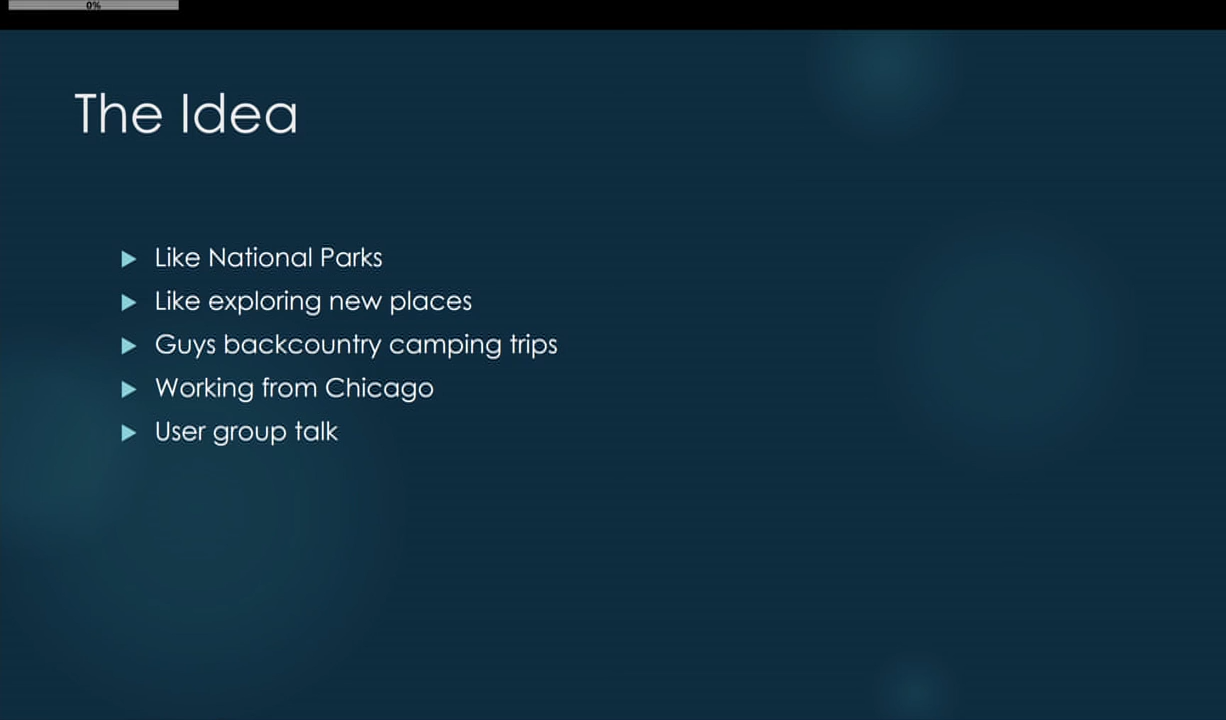 0%
The Idea
Like National Parks
Like exploring new places
Guys backcountry camping trips
Working from Chicago
User group talk